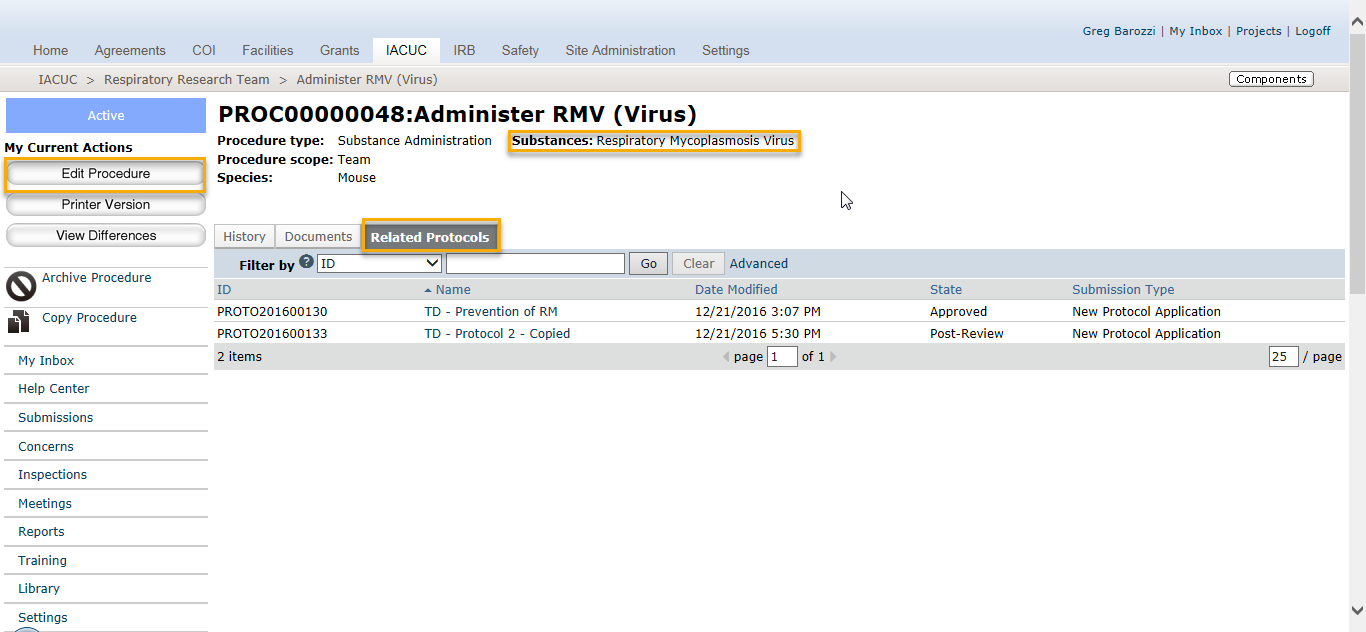 Greg Barozzi | My Inbox | Projects | Logoff
Home Agreements COI Facilities Grants IACUC IRB Safety Site Administration Settings
IACUC > Respiratory Research Team > Administer RMV (Virus)
Components
Active
My Current Actions
Edit Procedure
Printer Version
View Differences
Archive Procedure
Copy Procedure
My Inbox
Help Center
Submissions
Concerns
Inspections
Meetings
Reports
Training
Library
Settings
PROC00000048:Administer RMV (Virus)
Procedure type: Substance Administration Substances: Respiratory Mycoplasmosis Virus
Procedure scope: Team
Species: Mouse
History Documents Related Protocols
Filter by ? ID Go Clear Advanced
ID Name Date Modified State Submission Type
PROTO201600130 TD - Prevention of RM 12/21/2016 3:07 PM Approved New Protocol Application
PROTO201600133 TD - Protocol 2 - Copied 12/21/2016 5:30 PM Post-Review New Protocol Application
2 items page 1 of 1 25 / page